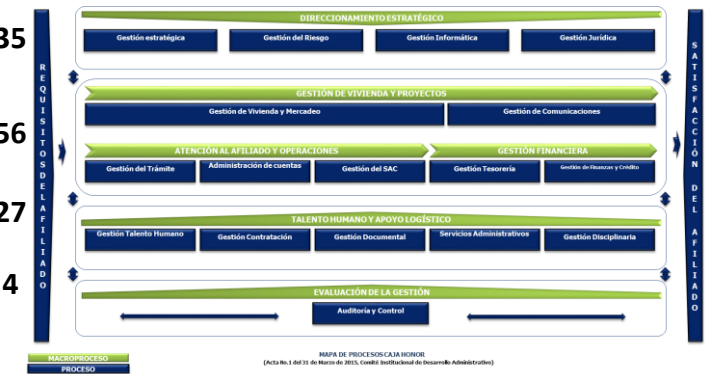 DIRECCIONAMIENTO ESTRATÉGICO
35
Gestión estratégica
Gestión del Riesgo
Gestión Informática
Gestión Jurídica
REQUISITOS DEL AFILIADO
SATISFACCIÓN DEL AFILIADO
GESTIÓN DE VIVIENDA Y PROYECTOS
Gestión de Vivienda y Mercadeo
Gestión de Comunicaciones
56
ATENCIÓN AL AFILIADO Y OPERACIONES
GESTIÓN FINANCIERA
Gestión del Trámite
Administración de cuentas
Gestión del SAC
Gestión Tesorería
Gestión de Finanzas y Crédito
27
TALENTO HUMANO Y APOYO LOGÍSTICO
Gestión Talento Humano
Gestión Contratación
Gestión Documental
Servicios Administrativos
Gestión Disciplinaria
4
EVALUACIÓN DE LA GESTIÓN
Auditoría y Control
MACROPROCESO
PROCESO
MAPA DE PROCESOS CAJA HONOR
(Acta No.1 del 31 de Marzo de 2015, Comité Institucional de Desarrollo Administrativo)